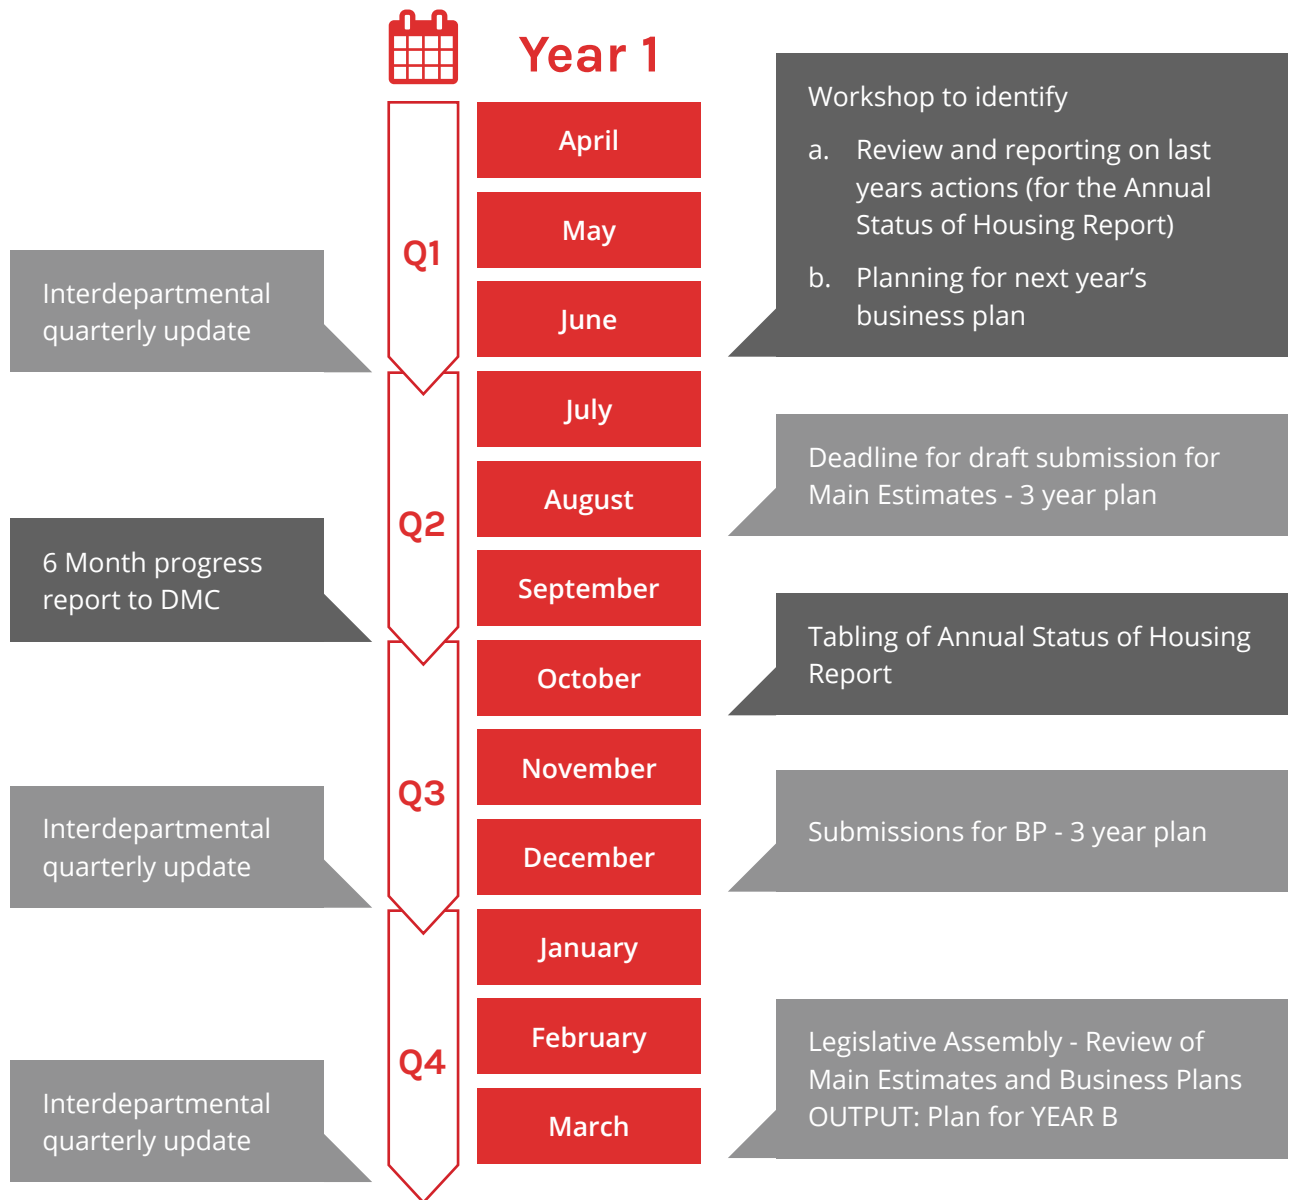 Year 1
April
May
June
July
August
September
October
November
December
January
February
March
Q1
Q2
Q3
Q4
Interdepartmental
quarterly update
6 Month progress
report to DMC
Interdepartmental
quarterly update
Interdepartmental
quarterly update
Workshop to identify
a. Review and reporting on last
years actions (for the Annual
Status of Housing Report)
b. Planning for next year’s
business plan
Deadline for draft submission for
Main Estimates - 3 year plan
Tabling of Annual Status of Housing
Report
Submissions for BP - 3 year plan
Legislative Assembly - Review of
Main Estimates and Business Plans
OUTPUT: Plan for YEAR B